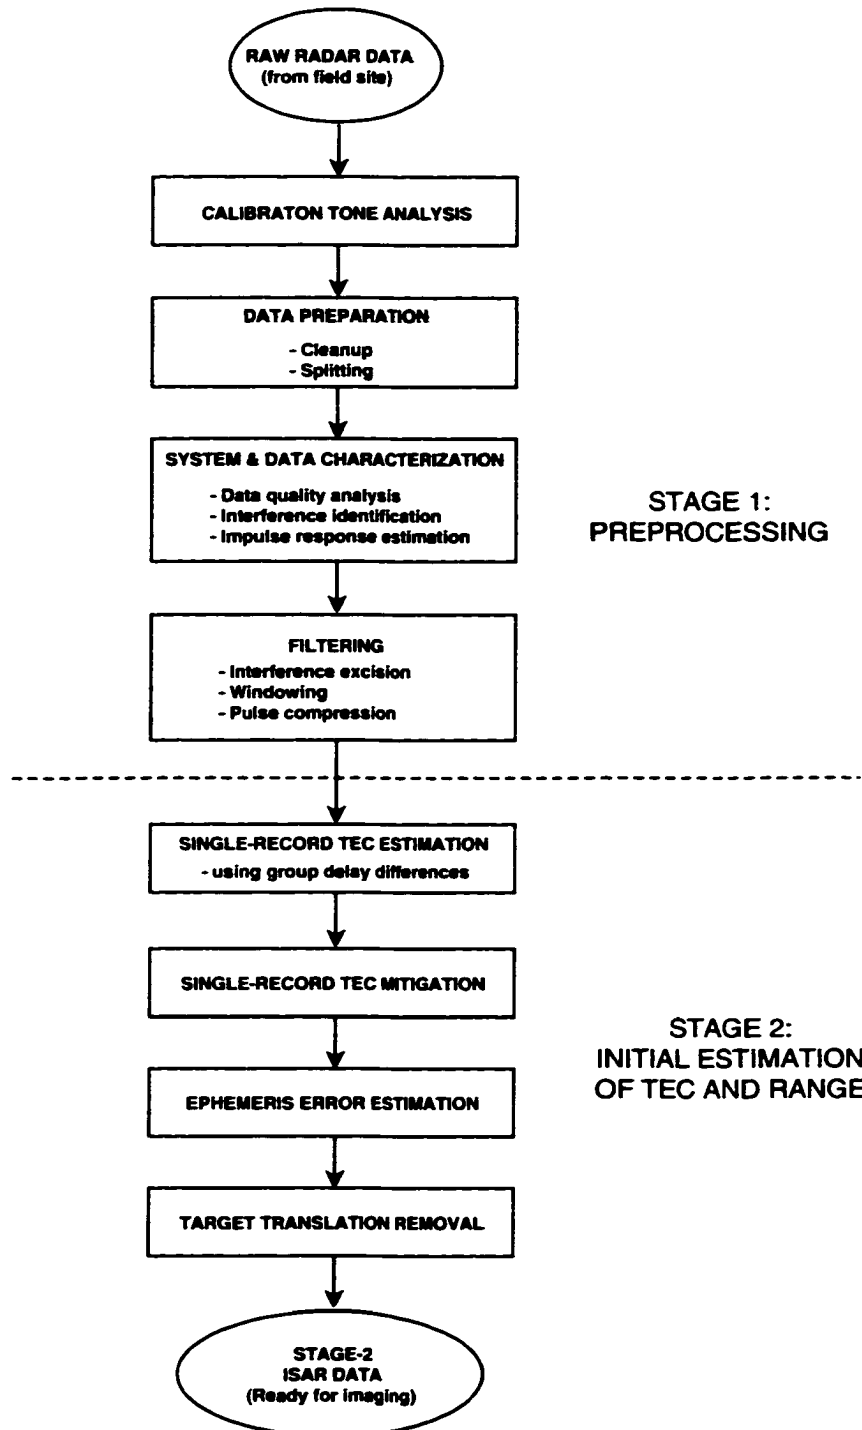 RAW RADAR DATA
(from field site)
CALIBRATON TONE ANALYSIS
DATA PREPARATION
- Cleanup
- Splitting
SYSTEM & DATA CHARACTERIZATION
- Data quality analysis
- Interference identification
- Impulse response estimation
STAGE 1:
PREPROCESSING
FILTERING
- Interference excision
- Windowing
- Pulse compression
SINGLE-RECORD TEC ESTIMATION
- using group delay differences
SINGLE-RECORD TEC MITIGATION
STAGE 2:
INITIAL ESTIMATION
OF TEC AND RANGE
EPHEMERIS ERROR ESTIMATION
TARGET TRANSLATION REMOVAL
STAGE-2
ISAR DATA
(Ready for imaging)